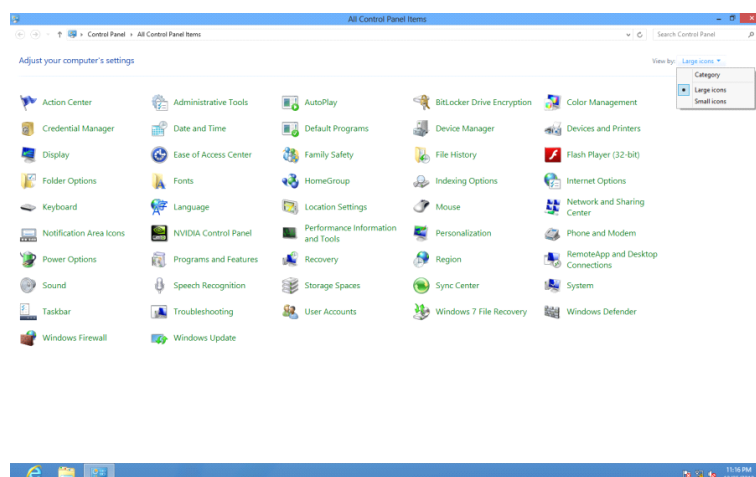 All Control Panel Items
Control Panel › All Control Panel Items
Search Control Panel
Adjust your computer's settings
View by: Large icons
Category
Large icons
Small icons
Action Center
Administrative Tools
AutoPlay
BitLocker Drive Encryption
Color Management
Credential Manager
Date and Time
Default Programs
Device Manager
Devices and Printers
Display
Ease of Access Center
Family Safety
File History
Flash Player (32-bit)
Folder Options
Fonts
HomeGroup
Indexing Options
Internet Options
Keyboard
Language
Location Settings
Mouse
Network and Sharing
Center
Notification Area Icons
NVIDIA Control Panel
Performance Information
and Tools
Personalization
Phone and Modem
Power Options
Programs and Features
Recovery
Region
RemoteApp and Desktop
Connections
Sound
Speech Recognition
Storage Spaces
Sync Center
System
Taskbar
Troubleshooting
User Accounts
Windows 7 File Recovery
Windows Defender
Windows Firewall
Windows Update
11:16 PM